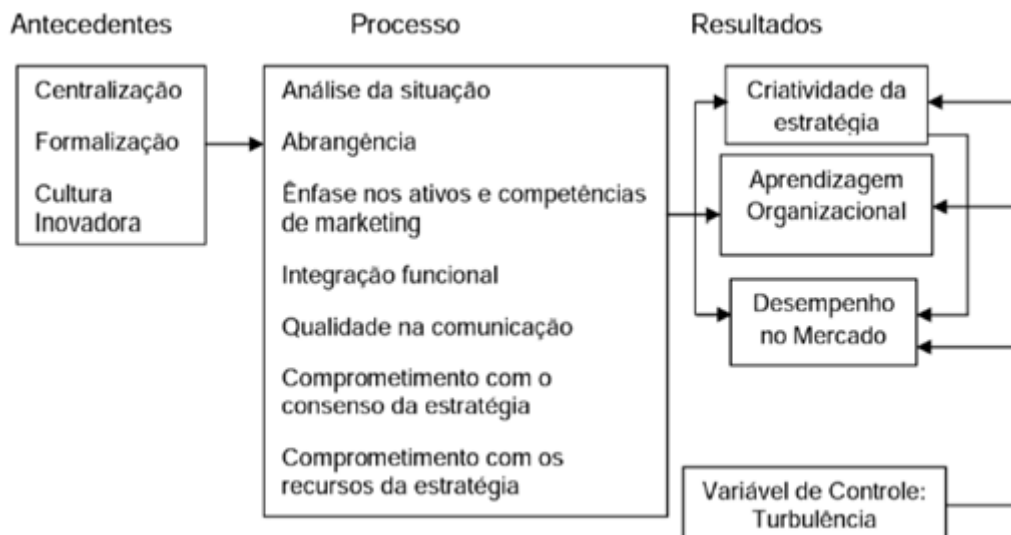 Antecedentes
Processo
Resultados
Centralização
Formalização
Cultura
Inovadora
Análise da situação
Abrangência
Ênfase nos ativos e competências
de marketing
Integração funcional
Qualidade na comunicação
Comprometimento com o
consenso da estratégia
Comprometimento com os
recursos da estratégia
Criatividade da
estratégia
Aprendizagem
Organizacional
Desempenho
no Mercado
Variável de Controle:
Turbulência